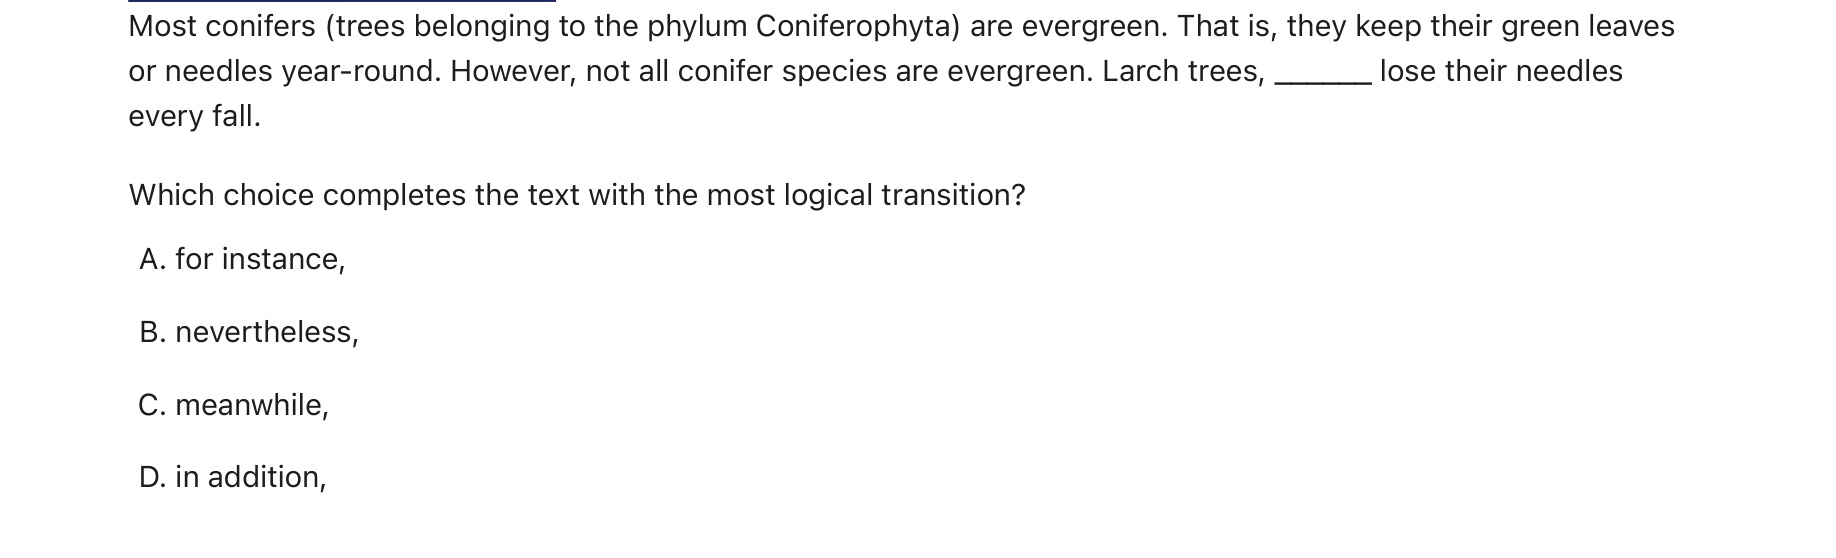 Most conifers (trees belonging to the phylum Coniferophyta) are evergreen. That is, they keep their green leaves
or needles year-round. However, not all conifer species are evergreen. Larch trees, ______ lose their needles
every fall.
Which choice completes the text with the most logical transition?
A. for instance,
B. nevertheless,
C. meanwhile,
D. in addition,